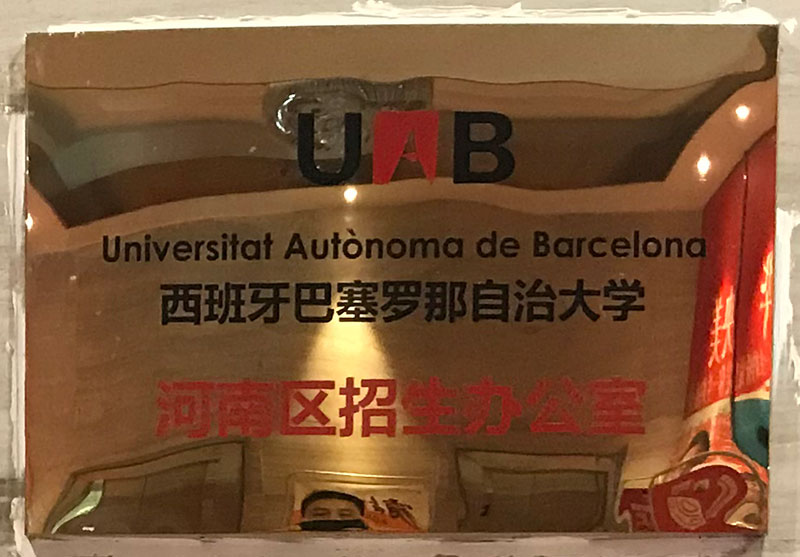 UAB
Universitat Autònoma de Barcelona
西班牙巴塞罗那自治大学
河南区招生办公室